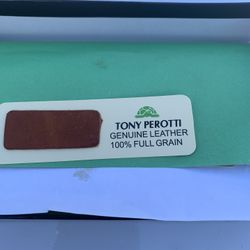 TONY PEROTTI
GENUINE LEATHER
100% FULL GRAIN